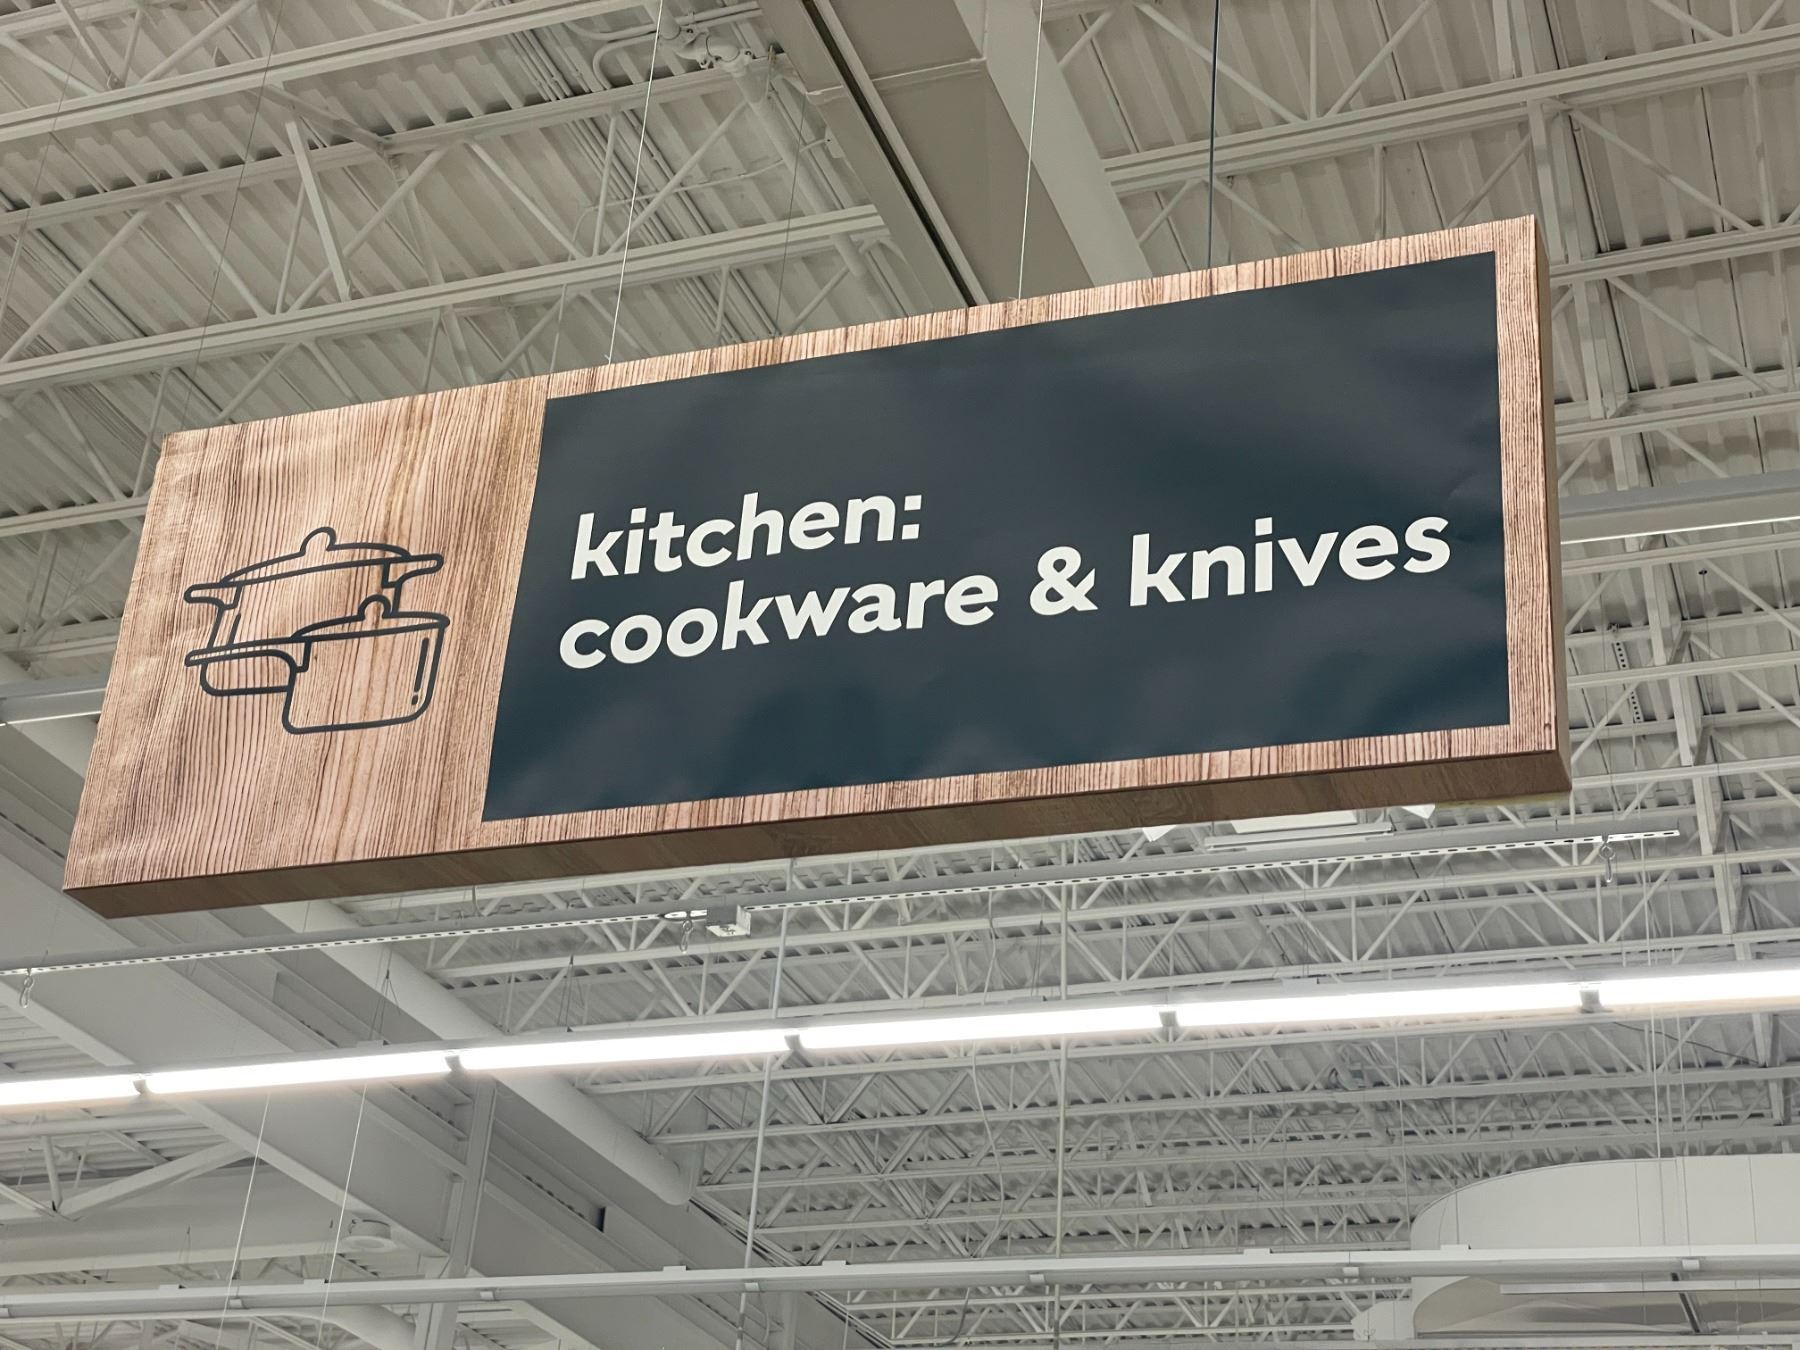 kitchen:
cookware & knives